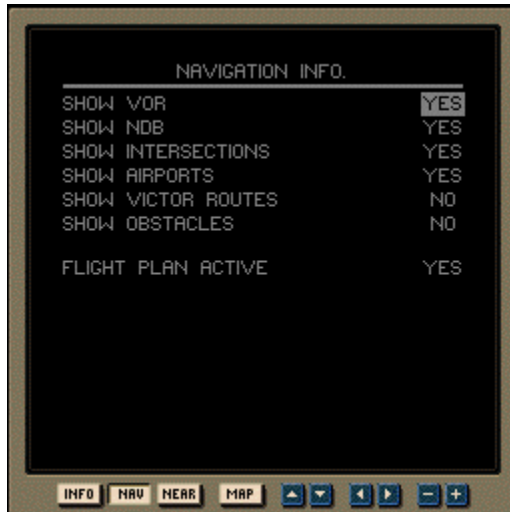 NAVIGATION INFO.
SHOW VOR YES
SHOW NDB YES
SHOW INTERSECTIONS YES
SHOW AIRPORTS YES
SHOW VICTOR ROUTES NO
SHOW OBSTACLES NO
FLIGHT PLAN ACTIVE YES
INFO NAV NEAR MAP - +